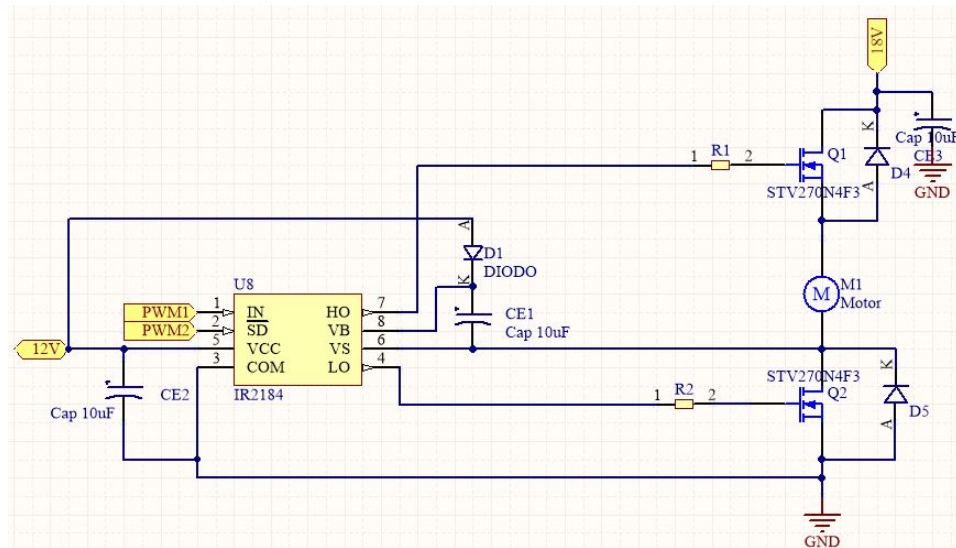 18V
K
Cap 10uF
CE3
D4
A
GND
R1
1
2
Q1
STV270N4F3
A
D1
DIODO
K
M
M1
Motor
U8
PWM1
1
IN
HO
7
PWM2
2
SD
VB
8
CE1
Cap 10uF
12V
5
VCC
VS
6
3
COM
LO
4
IR2184
CE2
Cap 10uF
STV270N4F3
K
R2
1
2
Q2
D5
A
GND